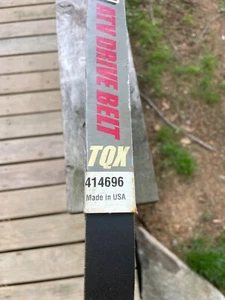 ATV DRIVE BELT
TQX
414696
Made in USA